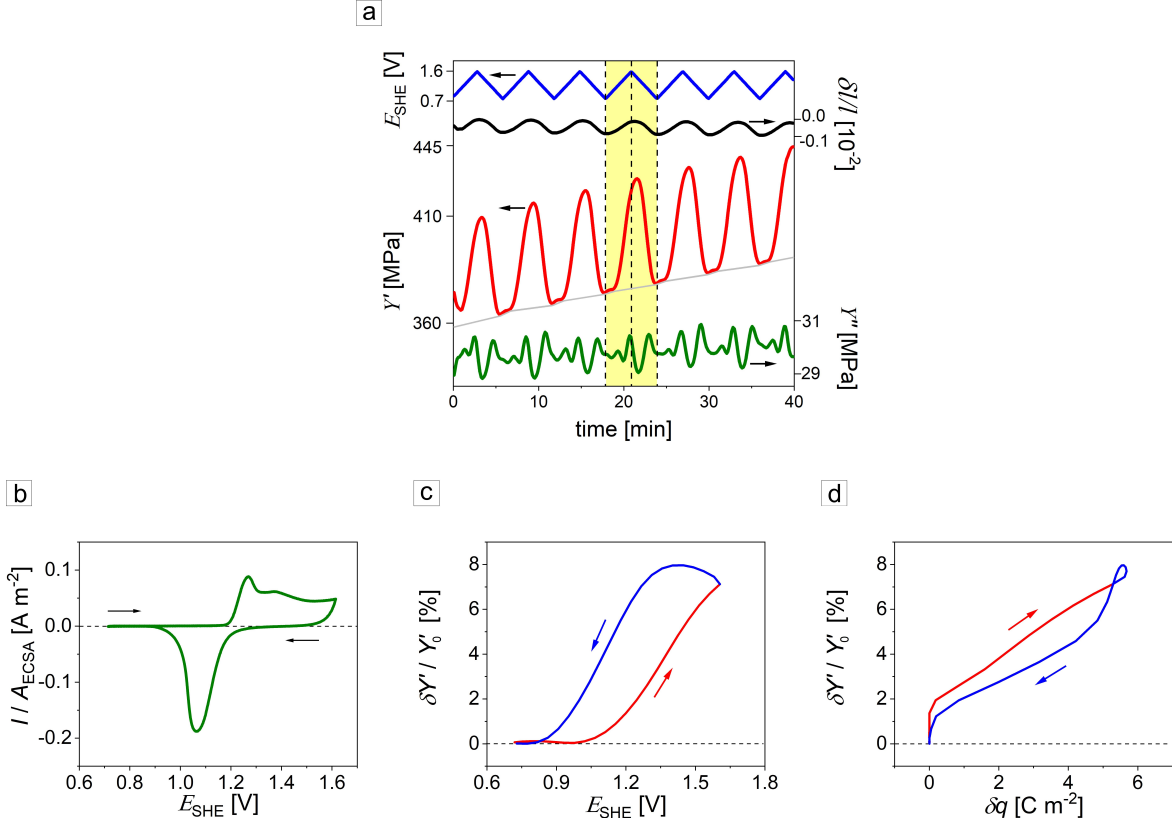 a
E_SHE [V]
1.6
0.7
δl/l [10⁻²]
0.0
-0.1
Y' [MPa]
445
410
360
Y'' [MPa]
31
29
0 10 20 30 40
time [min]
b
I / A_ECSA [A m⁻²]
0.1
0.0
-0.1
-0.2
0.8 1.0 1.2 1.4 1.6
E_SHE [V]
c
δY' / Y'₀ [%]
8
6
4
2
0
0.6 0.9 1.2 1.5 1.8
E_SHE [V]
d
δY' / Y'₀ [%]
8
6
4
2
0
0 2 4 6
δq [C m⁻²]